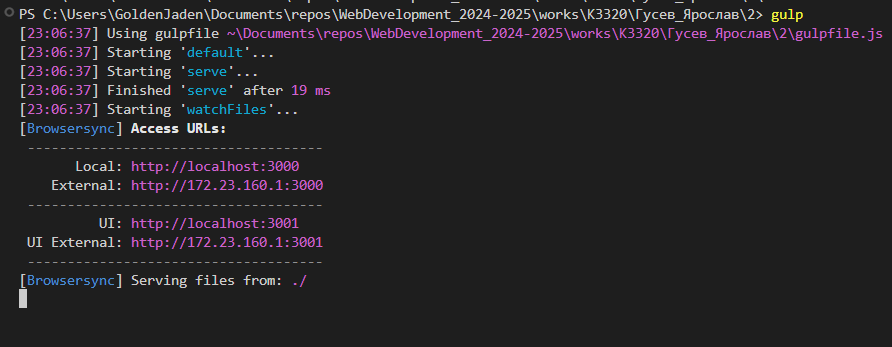 PS C:\Users\GoldenJaden\Documents\repos\WebDevelopment_2024-2025\works\K3320\Гусев_Ярослав\2> gulp
[23:06:37] Using gulpfile ~\Documents\repos\WebDevelopment_2024-2025\works\K3320\Гусев_Ярослав\2\gulpfile.js
[23:06:37] Starting 'default'...
[23:06:37] Starting 'serve'...
[23:06:37] Finished 'serve' after 19 ms
[23:06:37] Starting 'watchFiles'...
[Browsersync] Access URLs:
 -------------------------------------
       Local: http://localhost:3000
    External: http://172.23.160.1:3000
 -------------------------------------
          UI: http://localhost:3001
 UI External: http://172.23.160.1:3001
 -------------------------------------
[Browsersync] Serving files from: ./